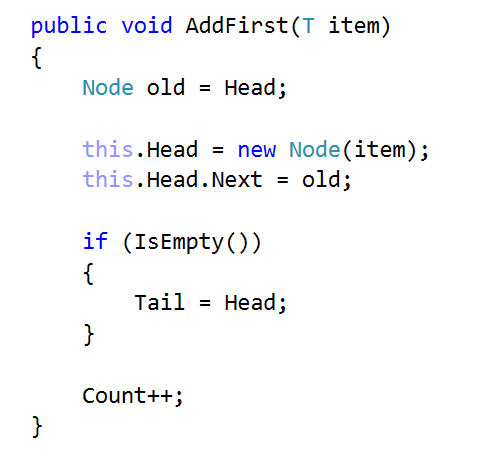 public void AddFirst(T item)
{
    Node old = Head;

    this.Head = new Node(item);
    this.Head.Next = old;

    if (IsEmpty())
    {
        Tail = Head;
    }

    Count++;
}